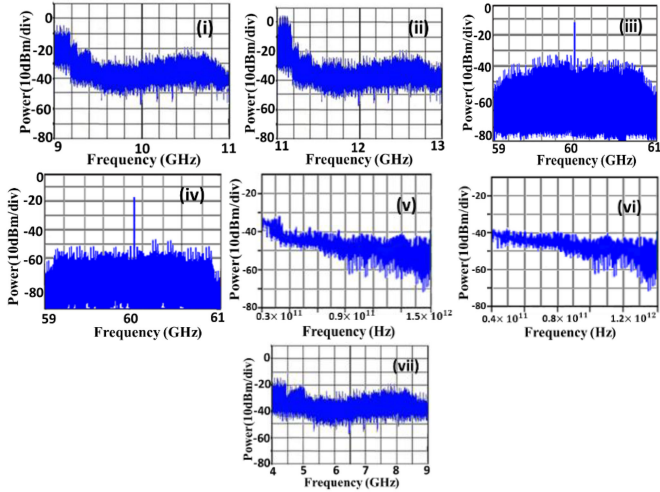 0
-20
-40
-60
-80
Power(10dBm/div)
(i)
9
10
11
Frequency (GHz)
0
-20
-40
-60
-80
Power(10dBm/div)
(ii)
11
12
13
Frequency (GHz)
0
-20
-40
-60
-80
Power(10dBm/div)
(iii)
59
60
61
Frequency (GHz)
0
-20
-40
-60
-80
Power(10dBm/div)
(iv)
59
60
61
Frequency (GHz)
-20
-40
-60
-80
Power(10dBm/div)
(v)
0.3×10¹¹
0.9×10¹¹
1.5×10¹²
Frequency (Hz)
-20
-40
-60
-80
Power(10dBm/div)
(vi)
0.4×10¹¹
0.8×10¹¹
1.2×10¹²
Frequency (Hz)
0
-20
-40
-60
-80
Power(10dBm/div)
(vii)
4
5
6
7
8
9
Frequency (GHz)